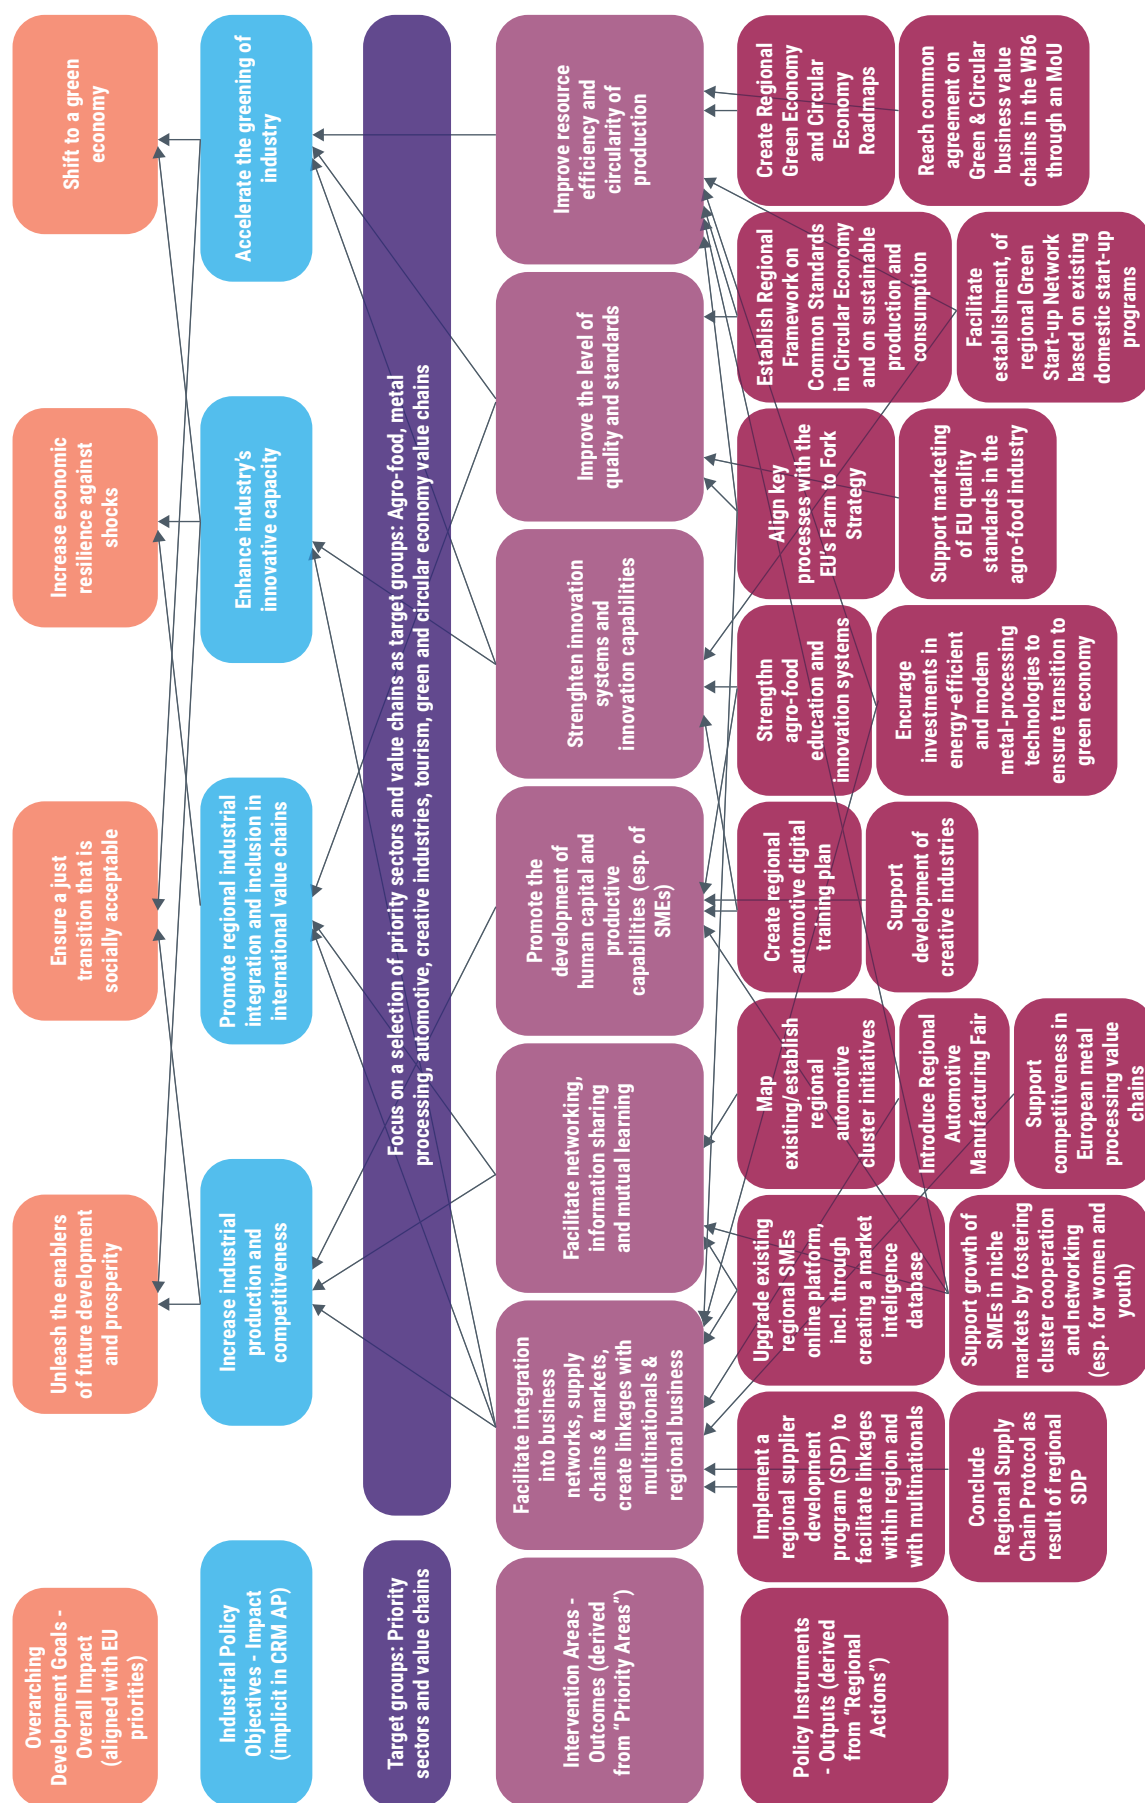 Overarching
Development Goals -
Overall Impact
(aligned with EU
priorities)
Unleash the enablers
of future development
and prosperity
Ensure a just
transition that is
socially acceptable
Increase economic
resilience against
shocks
Shift to a green
economy
Industrial Policy
Objectives - Impact
(implicit in CRM AP)
Increase industrial
production and
competitiveness
Promote regional industrial
integration and inclusion in
international value chains
Enhance industry's
innovative capacity
Accelerate the greening of
industry
Target groups: Priority
sectors and value chains
Focus on a selection of priority sectors and value chains as target groups: Agro-food, metal
processing, automotive, creative industries, tourism, green and circular economy value chains
Intervention Areas -
Outcomes (derived
from “Priority Areas”)
Facilitate integration
into business
networks, supply
chains & markets,
create linkages with
multinationals &
regional business
Facilitate networking,
information sharing
and mutual learning
Promote the
development of
human capital and
productive
capabilities (esp. of
SMEs)
Strenghten innovation
systems and
innovation capabilities
Improve the level of
quality and standards
Improve resource
efficiency and
circularity of
production
Policy Instruments
- Outputs (derived
from “Regional
Actions”)
Implement a
regional supplier
development
program (SDP) to
facilitate linkages
within region and
with multinationals
Conclude
Regional Supply
Chain Protocol as
result of regional
SDP
Upgrade existing
regional SMEs
online platform,
incl. through
creating a market
intelligence
database
Support growth of
SMEs in niche
markets by fostering
cluster cooperation
and networking
(esp. for women and
youth)
Map
existing/establish
regional
automotive
cluster initiatives
Introduce Regional
Automotive
Manufacturing Fair
Support
competitiveness in
European metal
processing value
chains
Create regional
automotive digital
training plan
Support
development of
creative industries
Strengthn
agro-food
education and
innovation systems
Encurage
investments in
energy-efficient
and modem
metal-processing
technologies to
ensure transition to
green economy
Align key
processes with the
EU's Farm to Fork
Strategy
Support marketing
of EU quality
standards in the
agro-food industry
Establish Regional
Framework on
Common Standards
in Circular Economy
and on sustainable
production and
consumption
Facilitate
establishment, of
regional Green
Start-up Network
based on existing
domestic start-up
programs
Create Regional
Green Economy
and Circular
Economy
Roadmaps
Reach common
agreement on
Green & Circular
business value
chains in the WB6
through an MoU